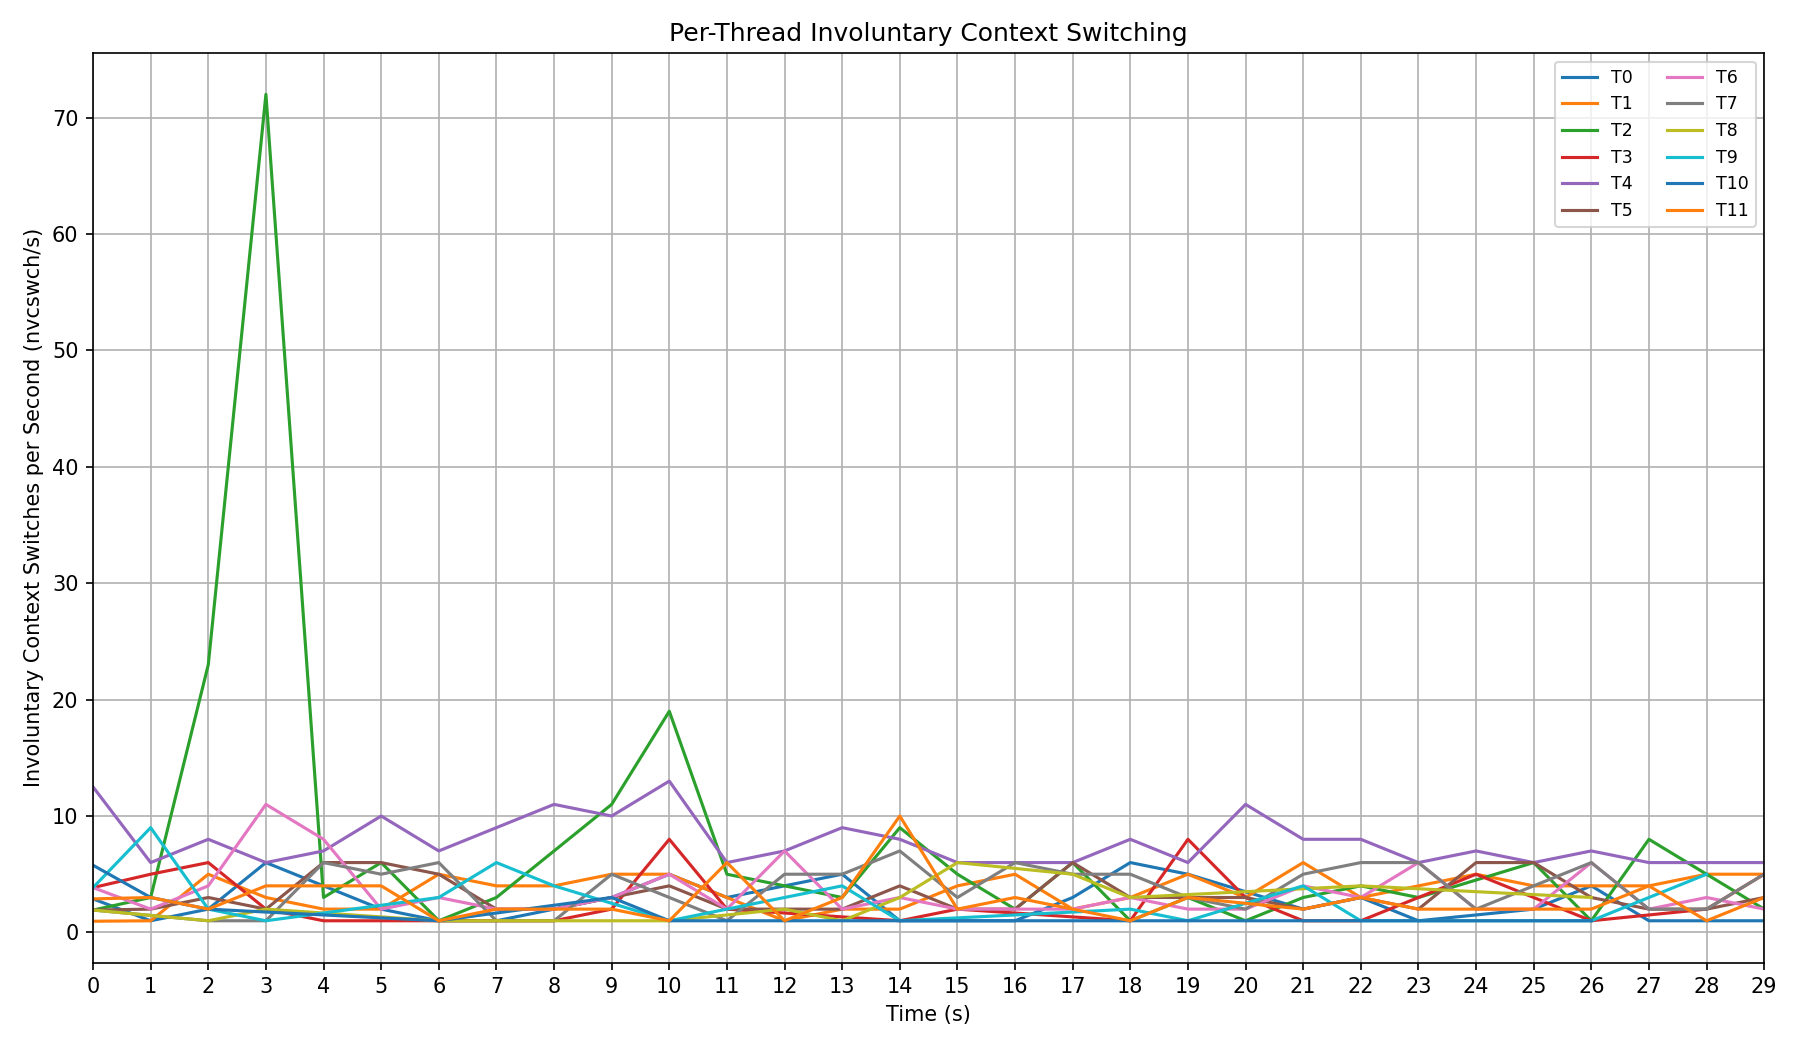 Per-Thread Involuntary Context Switching
Involuntary Context Switches per Second (nvcswch/s)
70
60
50
40
30
20
10
0
T0 T6
T1 T7
T2 T8
T3 T9
T4 T10
T5 T11
0 1 2 3 4 5 6 7 8 9 10 11 12 13 14 15 16 17 18 19 20 21 22 23 24 25 26 27 28 29
Time (s)